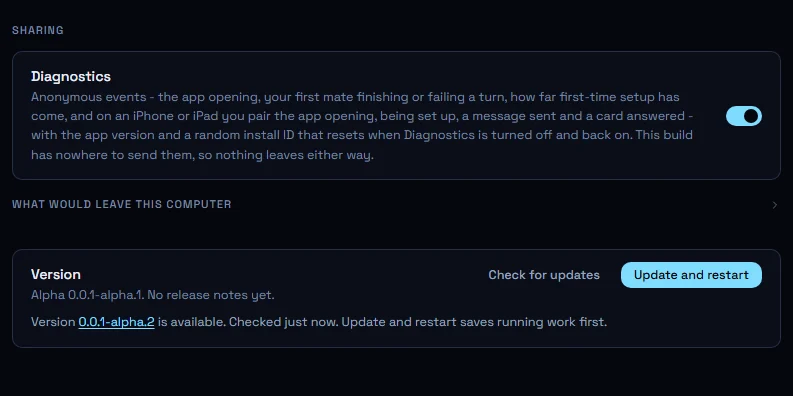 SHARING
Diagnostics
Anonymous events - the app opening, your first mate finishing or failing a turn, how far first-time setup has
come, and on an iPhone or iPad you pair the app opening, being set up, a message sent and a card answered -
with the app version and a random install ID that resets when Diagnostics is turned off and back on. This build
has nowhere to send them, so nothing leaves either way.
WHAT WOULD LEAVE THIS COMPUTER
Version
Check for updates
Update and restart
Alpha 0.0.1-alpha.1. No release notes yet.
Version 0.0.1-alpha.2 is available. Checked just now. Update and restart saves running work first.